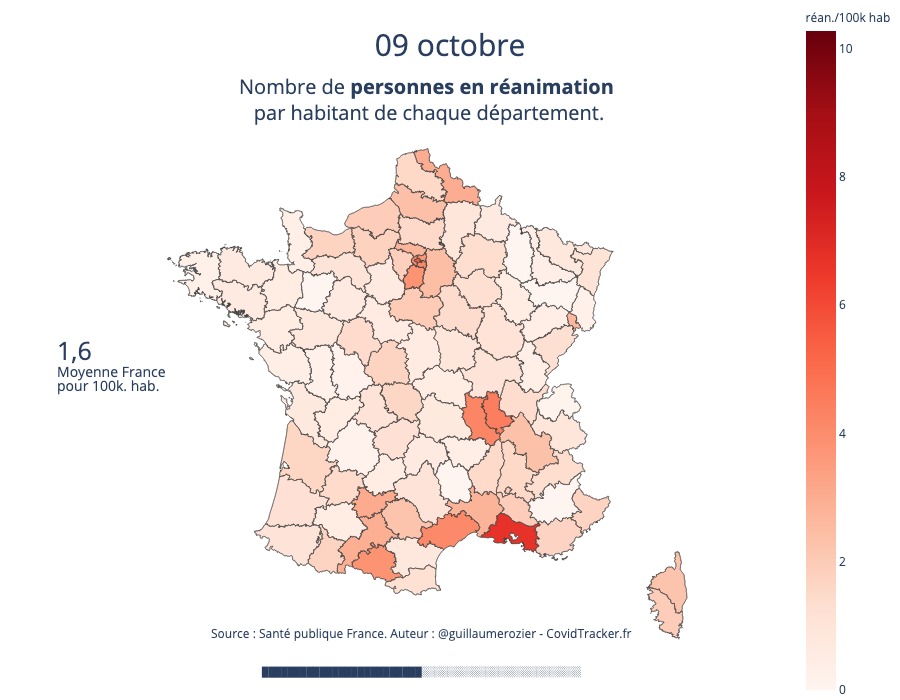 réan./100k hab
09 octobre
Nombre de personnes en réanimation
par habitant de chaque département.
10
8
6
4
2
0
1,6
Moyenne France
pour 100k. hab.
Source : Santé publique France. Auteur : @guillaumerozier - CovidTracker.fr